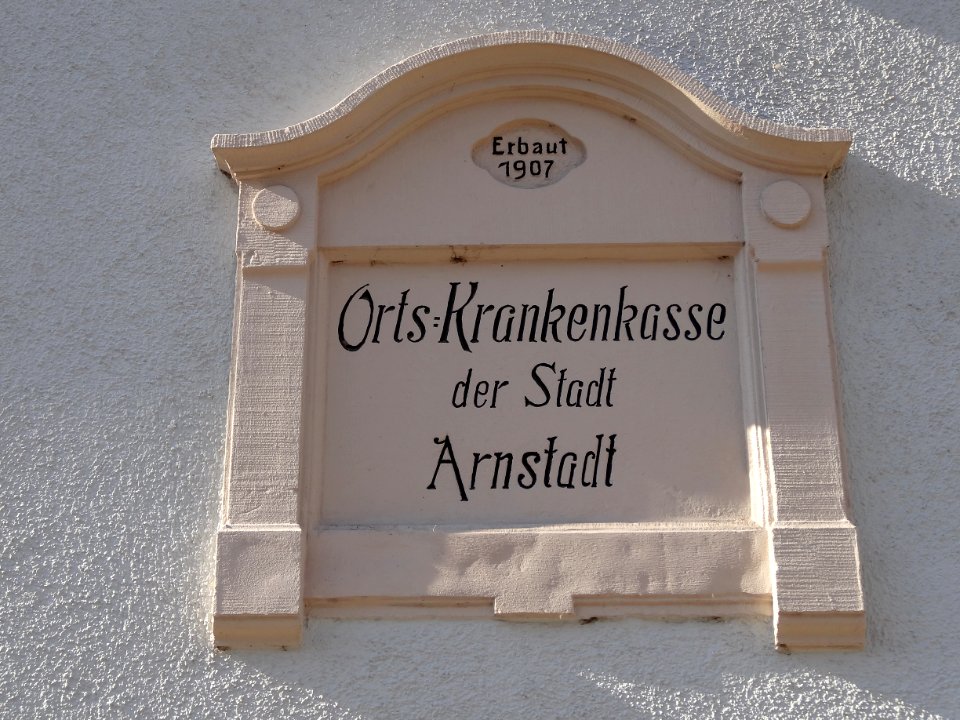 Erbaut
1907
Orts=Krankenkasse
der Stadt
Arnstadt